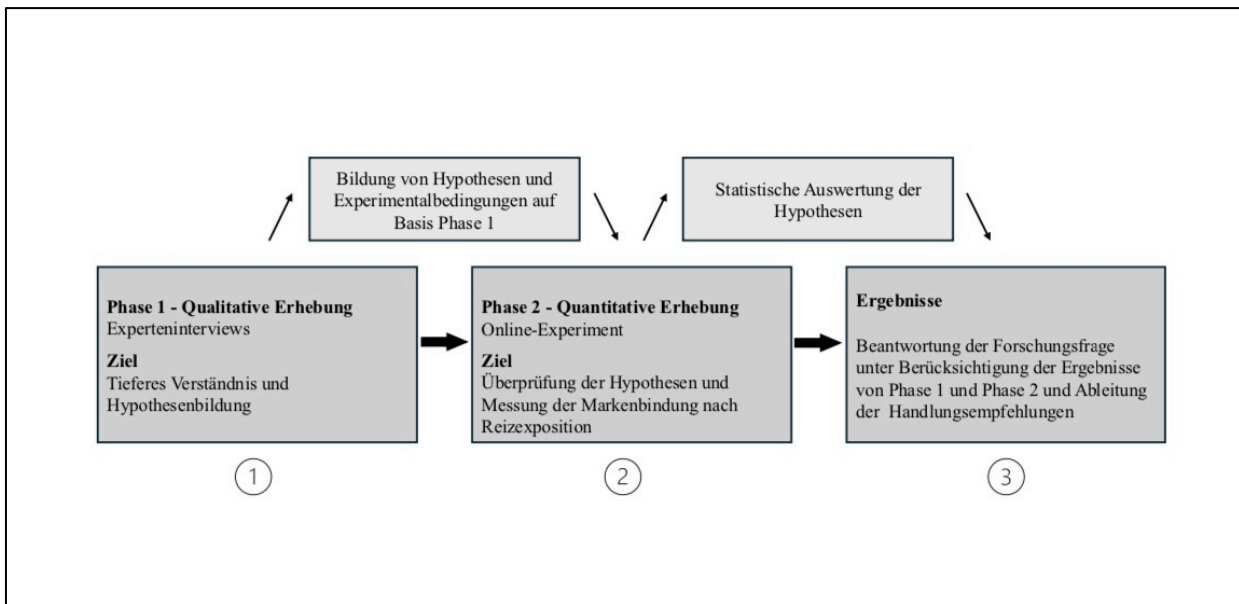 Bildung von Hypothesen und
Experimentalbedingungen auf
Basis Phase 1
Statistische Auswertung der
Hypothesen
Phase 1 - Qualitative Erhebung
Experteninterviews
Ziel
Tieferes Verständnis und
Hypothesenbildung
Phase 2 - Quantitative Erhebung
Online-Experiment
Ziel
Überprüfung der Hypothesen und
Messung der Markenbindung nach
Reizexposition
Ergebnisse
Beantwortung der Forschungsfrage
unter Berücksichtigung der Ergebnisse
von Phase 1 und Phase 2 und Ableitung
der Handlungsempfehlungen
1
2
3